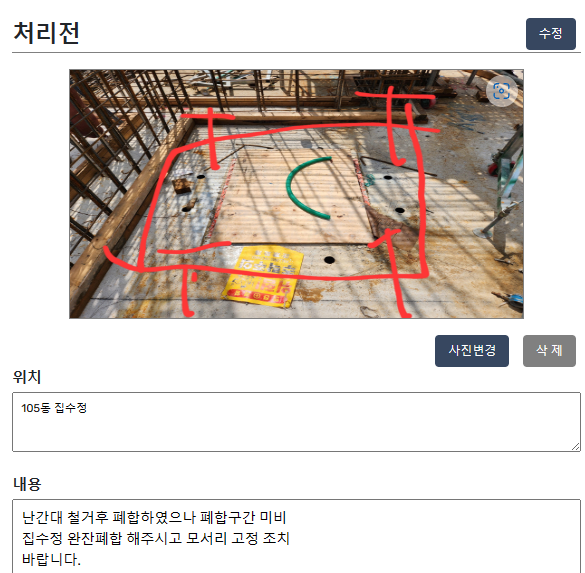 처리전
수정
사진변경
삭 제
위치
105동 집수정
내용
난간대 철거후 폐합하였으나 폐합구간 미비
집수정 완잔폐합 해주시고 모서리 고정 조치
바랍니다.